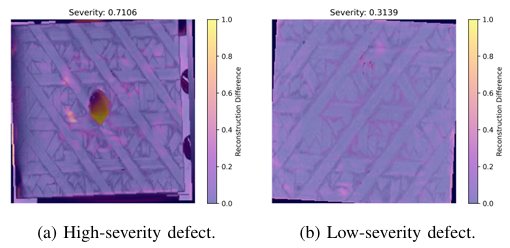 Severity: 0.7106
1.0
0.8
0.6
0.4
0.2
0.0
Reconstruction Difference
Severity: 0.3139
1.0
0.8
0.6
0.4
0.2
0.0
Reconstruction Difference
(a) High-severity defect.
(b) Low-severity defect.